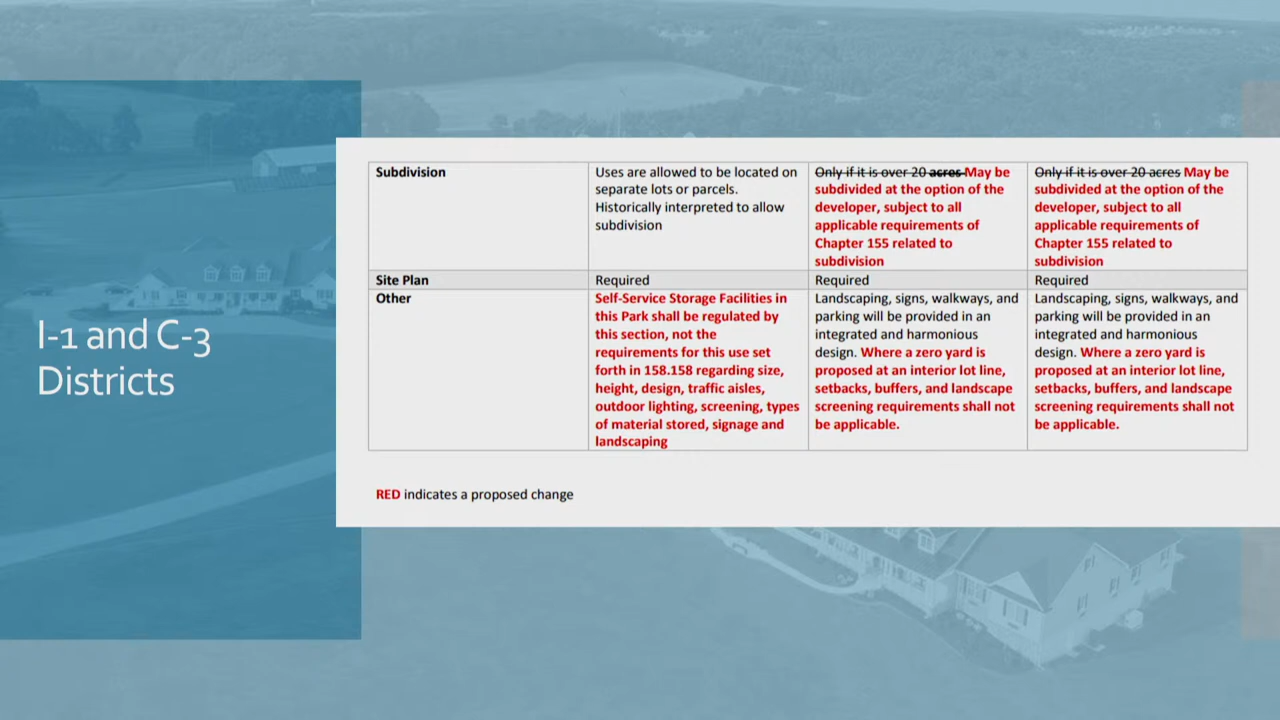 I-1 and C-3
Districts
Subdivision
Uses are allowed to be located on
separate lots or parcels.
Historically interpreted to allow
subdivision
Only if it is over 20 acres May be
subdivided at the option of the
developer, subject to all
applicable requirements of
Chapter 155 related to
subdivision
Only if it is over 20 acres May be
subdivided at the option of the
developer, subject to all
applicable requirements of
Chapter 155 related to
subdivision
Site Plan
Required
Required
Required
Other
Self-Service Storage Facilities in
this Park shall be regulated by
this section, not the
requirements for this use set
forth in 158.158 regarding size,
height, design, traffic aisles,
outdoor lighting, screening, types
of material stored, signage and
landscaping
Landscaping, signs, walkways, and
parking will be provided in an
integrated and harmonious
design. Where a zero yard is
proposed at an interior lot line,
setbacks, buffers, and landscape
screening requirements shall not
be applicable.
Landscaping, signs, walkways, and
parking will be provided in an
integrated and harmonious
design. Where a zero yard is
proposed at an interior lot line,
setbacks, buffers, and landscape
screening requirements shall not
be applicable.
RED indicates a proposed change